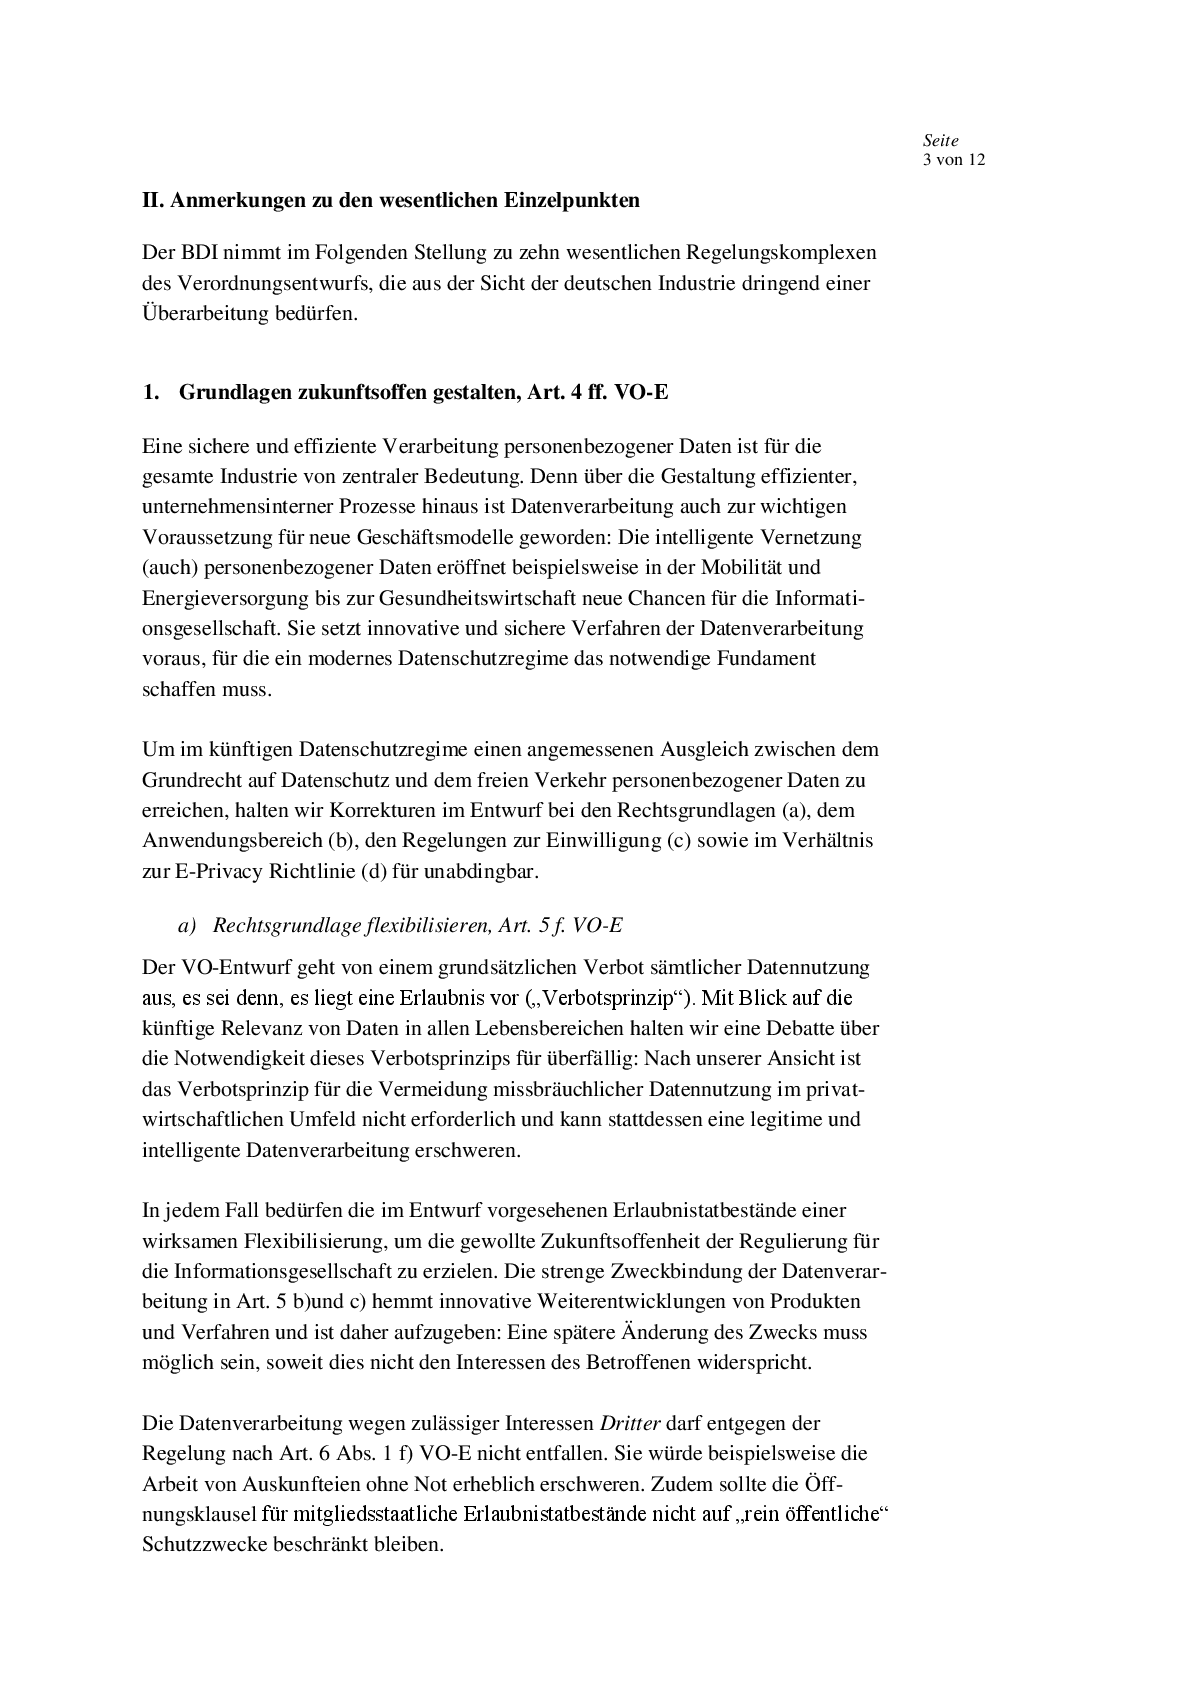 Seite
3 von 12
II. Anmerkungen zu den wesentlichen Einzelpunkten
Der BDI nimmt im Folgenden Stellung zu zehn wesentlichen Regelungskomplexen
des Verordnungsentwurfs, die aus der Sicht der deutschen Industrie dringend einer
Überarbeitung bedürfen.
1. Grundlagen zukunftsoffen gestalten, Art. 4 ff. VO-E
Eine sichere und effiziente Verarbeitung personenbezogener Daten ist für die
gesamte Industrie von zentraler Bedeutung. Denn über die Gestaltung effizienter,
unternehmensinterner Prozesse hinaus ist Datenverarbeitung auch zur wichtigen
Voraussetzung für neue Geschäftsmodelle geworden: Die intelligente Vernetzung
(auch) personenbezogener Daten eröffnet beispielsweise in der Mobilität und
Energieversorgung bis zur Gesundheitswirtschaft neue Chancen für die Informati-
onsgesellschaft. Sie setzt innovative und sichere Verfahren der Datenverarbeitung
voraus, für die ein modernes Datenschutzregime das notwendige Fundament
schaffen muss.
Um im künftigen Datenschutzregime einen angemessenen Ausgleich zwischen dem
Grundrecht auf Datenschutz und dem freien Verkehr personenbezogener Daten zu
erreichen, halten wir Korrekturen im Entwurf bei den Rechtsgrundlagen (a), dem
Anwendungsbereich (b), den Regelungen zur Einwilligung (c) sowie im Verhältnis
zur E-Privacy Richtlinie (d) für unabdingbar.
a) Rechtsgrundlage flexibilisieren, Art. 5 f. VO-E
Der VO-Entwurf geht von einem grundsätzlichen Verbot sämtlicher Datennutzung
aus, es sei denn, es liegt eine Erlaubnis vor („Verbotsprinzip“). Mit Blick auf die
künftige Relevanz von Daten in allen Lebensbereichen halten wir eine Debatte über
die Notwendigkeit dieses Verbotsprinzips für überfällig: Nach unserer Ansicht ist
das Verbotsprinzip für die Vermeidung missbräuchlicher Datennutzung im privat-
wirtschaftlichen Umfeld nicht erforderlich und kann stattdessen eine legitime und
intelligente Datenverarbeitung erschweren.
In jedem Fall bedürfen die im Entwurf vorgesehenen Erlaubnistatbestände einer
wirksamen Flexibilisierung, um die gewollte Zukunftsoffenheit der Regulierung für
die Informationsgesellschaft zu erzielen. Die strenge Zweckbindung der Datenverar-
beitung in Art. 5 b)und c) hemmt innovative Weiterentwicklungen von Produkten
und Verfahren und ist daher aufzugeben: Eine spätere Änderung des Zwecks muss
möglich sein, soweit dies nicht den Interessen des Betroffenen widerspricht.
Die Datenverarbeitung wegen zulässiger Interessen Dritter darf entgegen der
Regelung nach Art. 6 Abs. 1 f) VO-E nicht entfallen. Sie würde beispielsweise die
Arbeit von Auskunfteien ohne Not erheblich erschweren. Zudem sollte die Öff-
nungsklausel für mitgliedsstaatliche Erlaubnistatbestände nicht auf „rein öffentliche“
Schutzzwecke beschränkt bleiben.